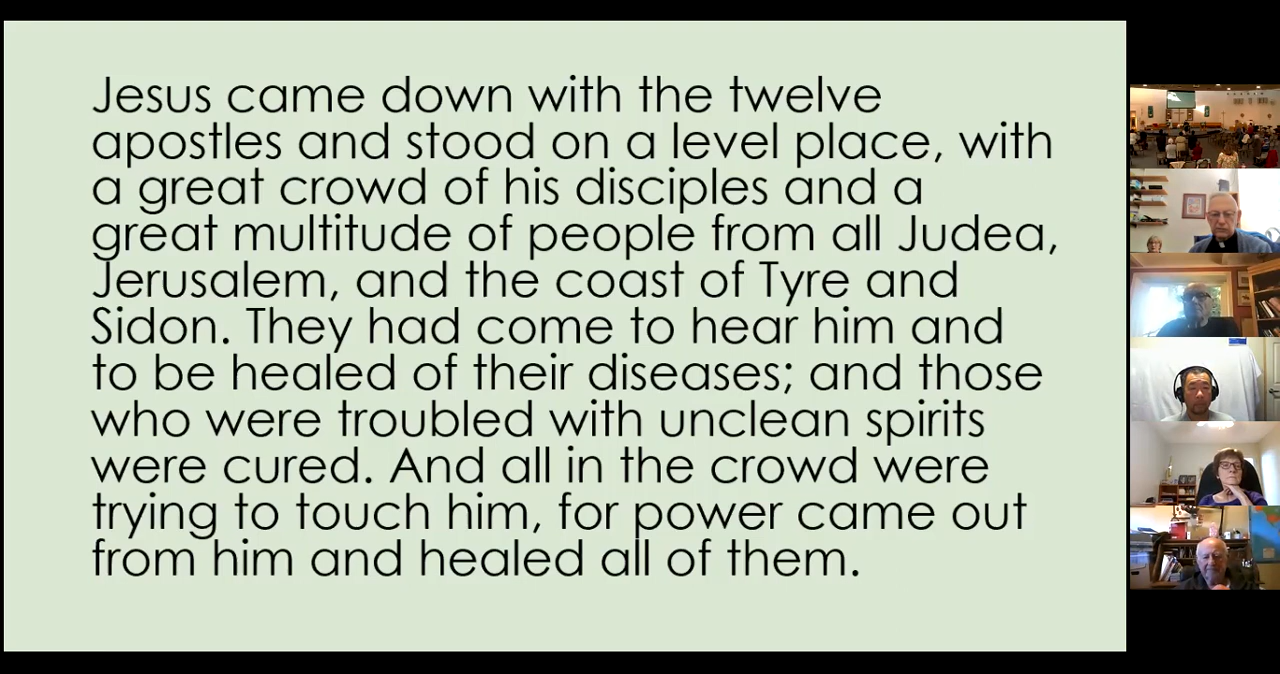 Jesus came down with the twelve
apostles and stood on a level place, with
a great crowd of his disciples and a
great multitude of people from all Judea,
Jerusalem, and the coast of Tyre and
Sidon. They had come to hear him and
to be healed of their diseases; and those
who were troubled with unclean spirits
were cured. And all in the crowd were
trying to touch him, for power came out
from him and healed all of them.